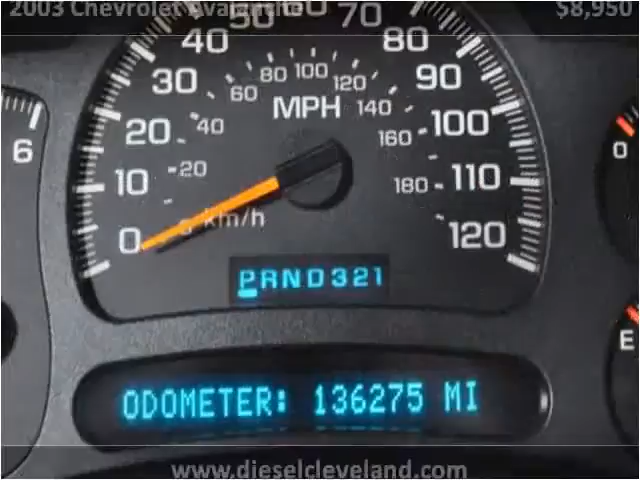 2003 Chevrolet Avalanche $8,950
50 60 70
40 80
30 60 80 100 120 90
MPH 140
20 40 160 100
6 0
10 20 180 110
0 0 km/h 120
PRND321
E
ODOMETER: 136275 MI
www.dieselcleveland.com